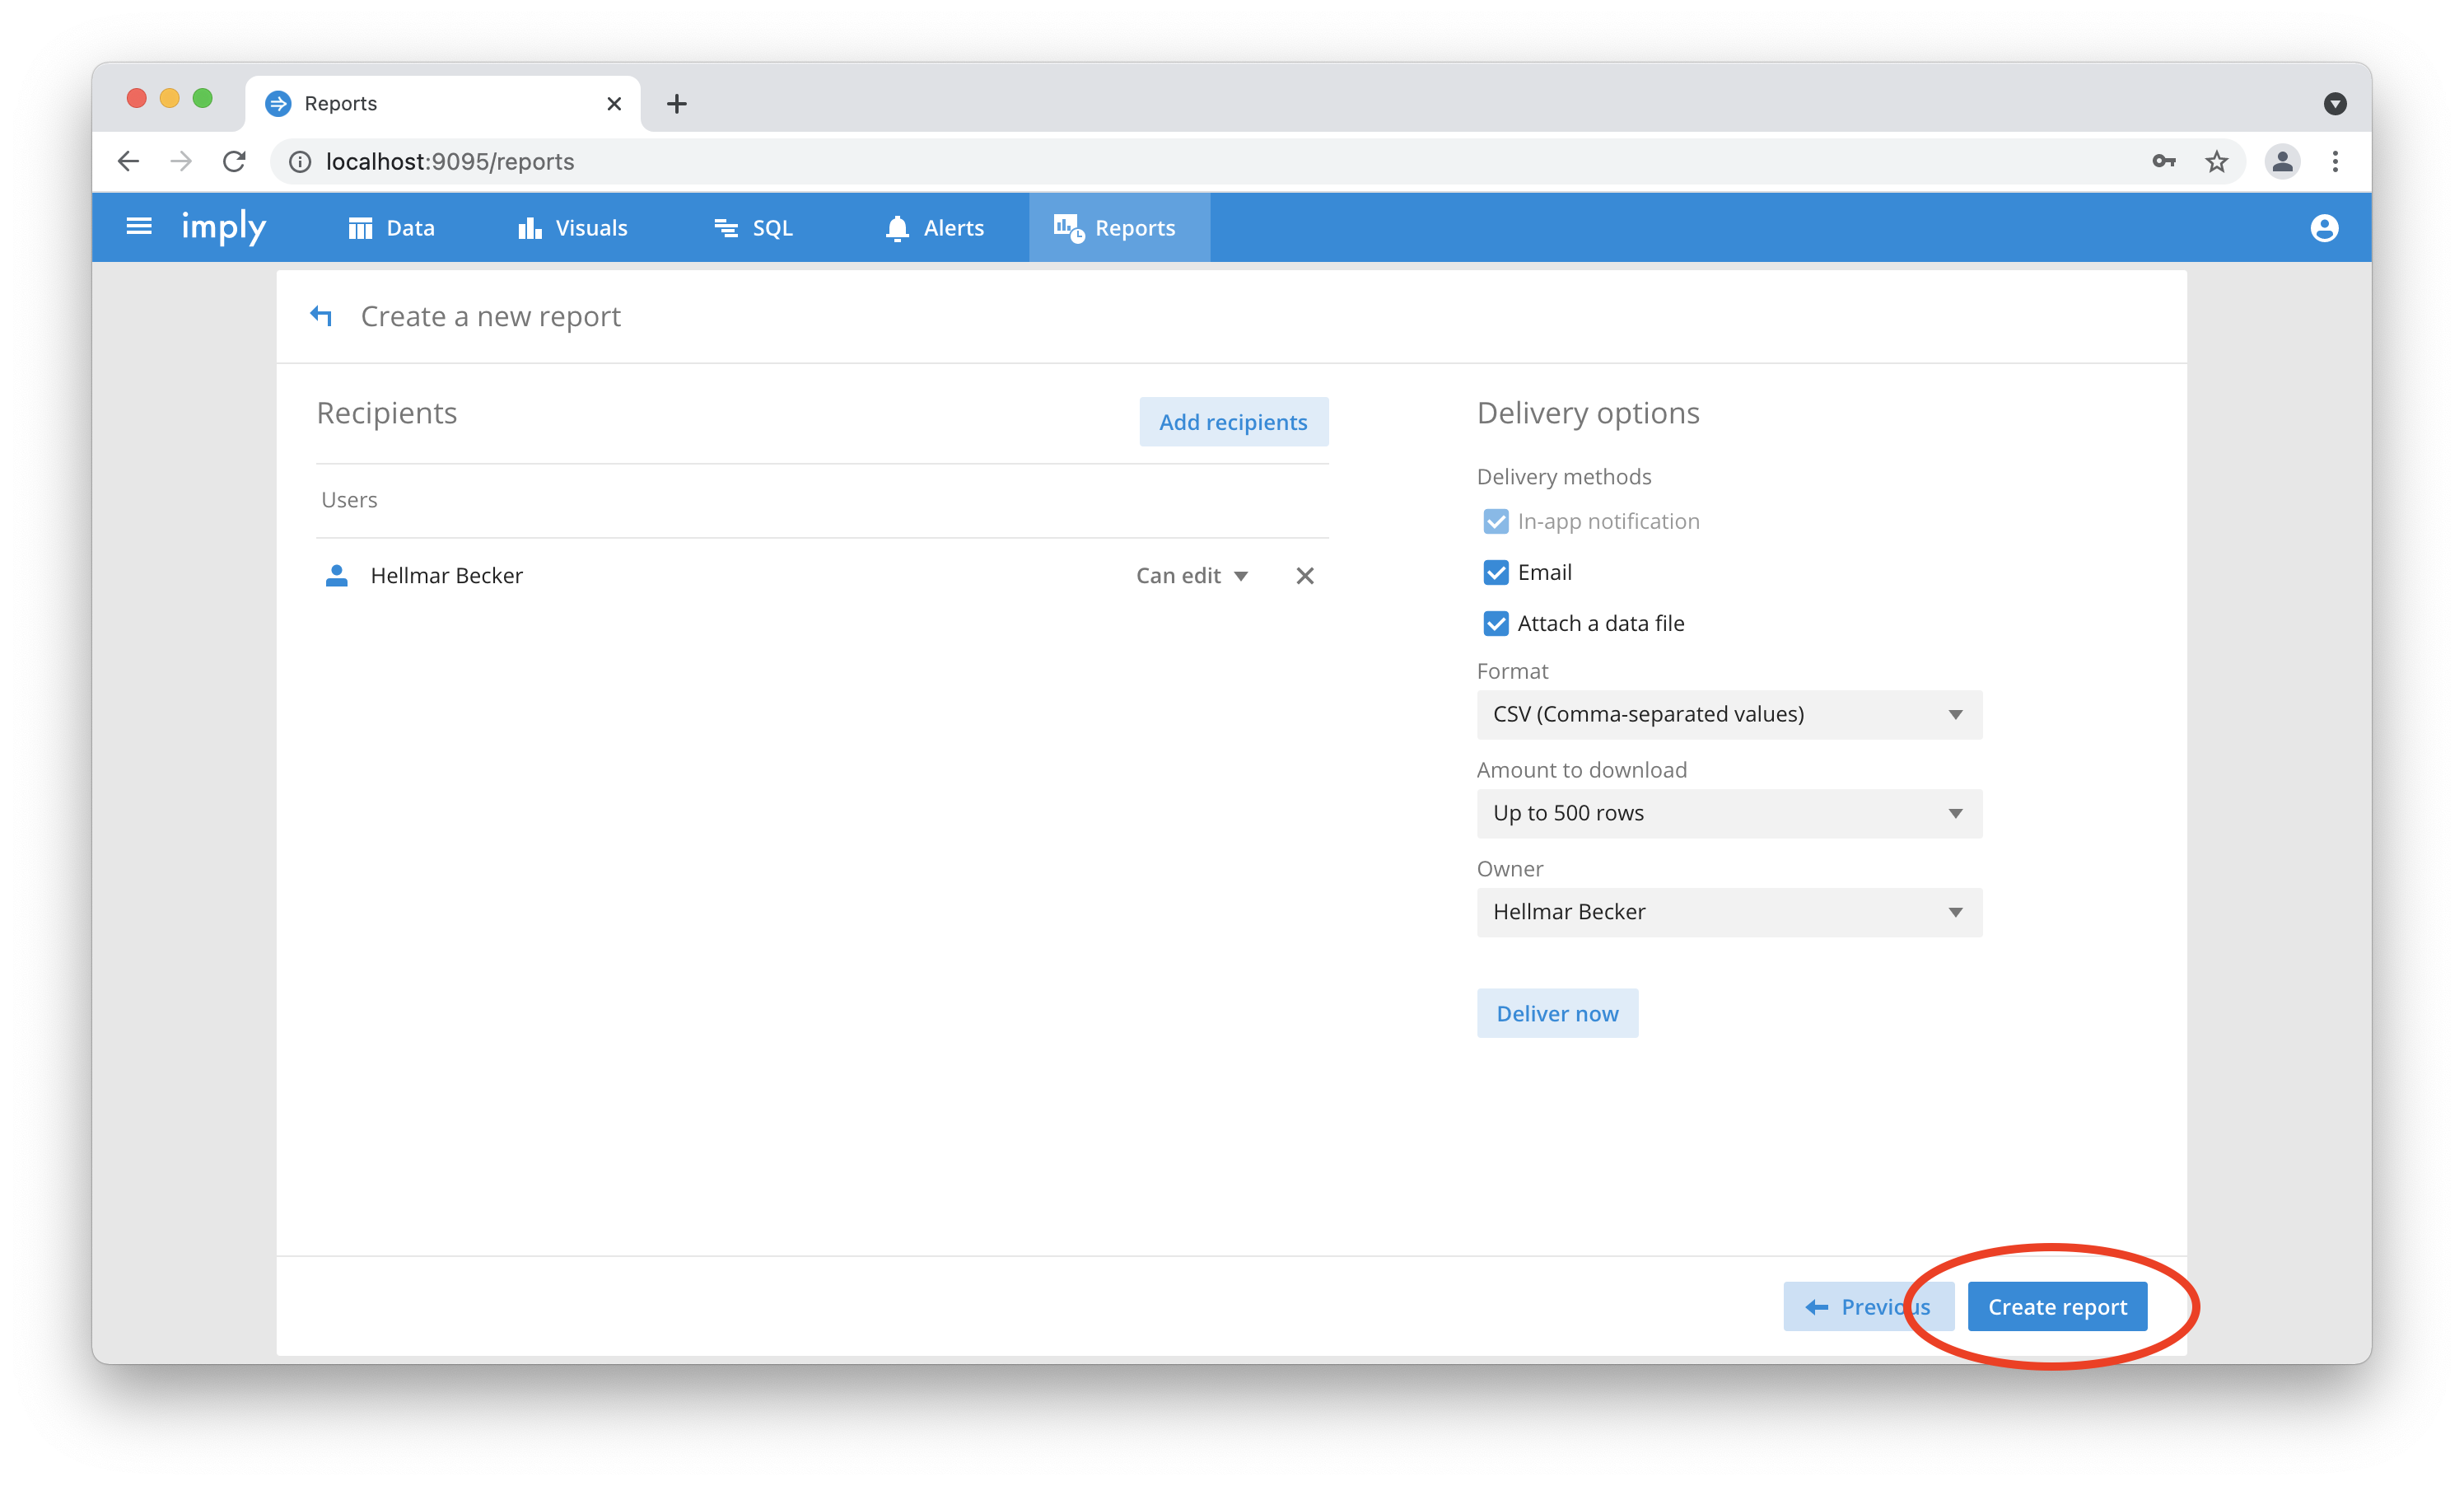 Reports
localhost:9095/reports
imply
Data
Visuals
SQL
Alerts
Reports
Create a new report
Recipients
Add recipients
Users
Hellmar Becker
Can edit
Delivery options
Delivery methods
In-app notification
Email
Attach a data file
Format
CSV (Comma-separated values)
Amount to download
Up to 500 rows
Owner
Hellmar Becker
Deliver now
Previous
Create report